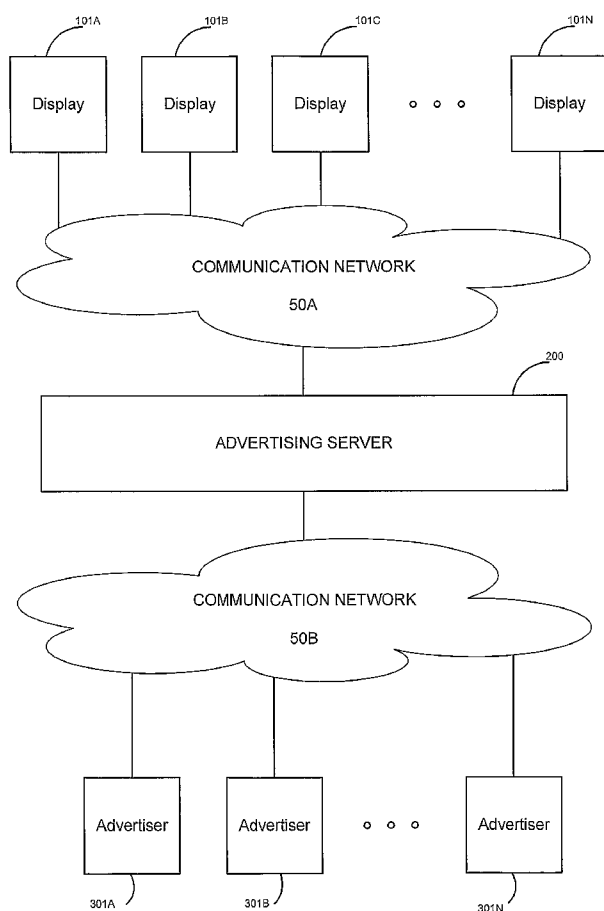 101A 101B 101C 101N
Display Display Display Display
COMMUNICATION NETWORK
50A
200
ADVERTISING SERVER
COMMUNICATION NETWORK
50B
Advertiser Advertiser Advertiser
301A 301B 301N